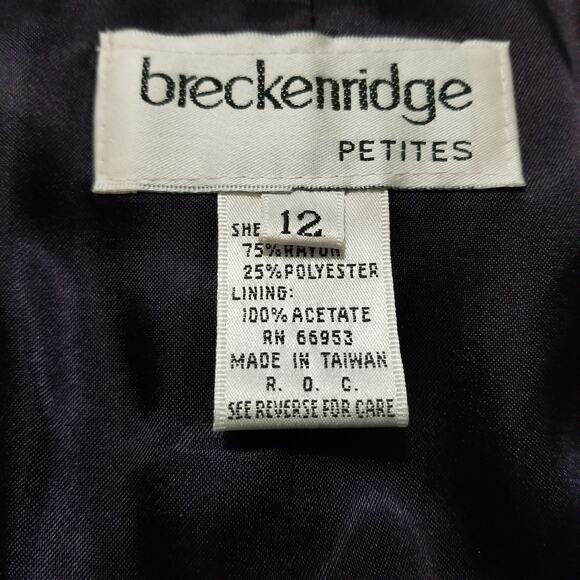 breckenridge
PETITES
12
SHE
75% RAYON
25% POLYESTER
LINING:
100% ACETATE
RN 66953
MADE IN TAIWAN
R. O. C.
SEE REVERSE FOR CARE